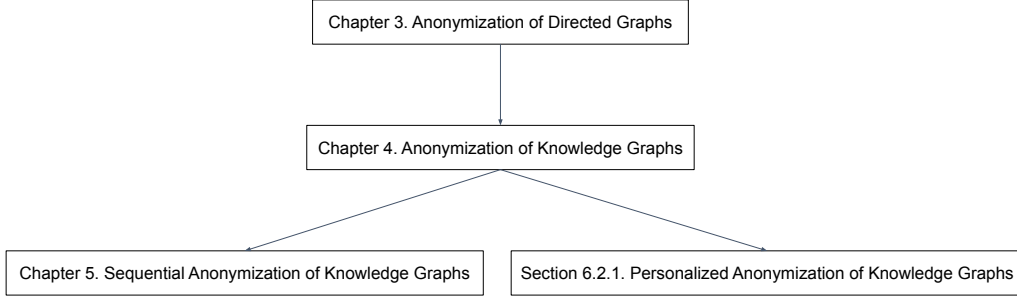 Chapter 3. Anonymization of Directed Graphs
Chapter 4. Anonymization of Knowledge Graphs
Chapter 5. Sequential Anonymization of Knowledge Graphs
Section 6.2.1. Personalized Anonymization of Knowledge Graphs